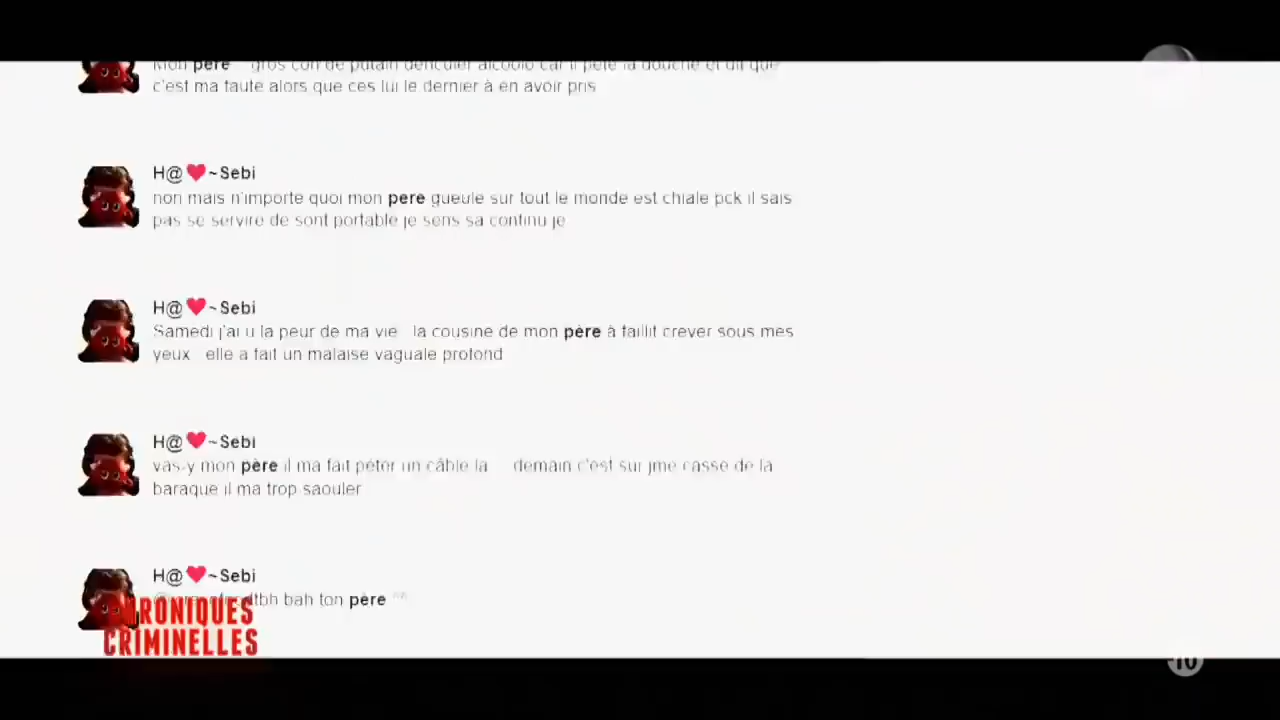 Mon père gros con de putain d'enculer alcoolo car il pète la douche et dit que
c'est ma faute alors que ces lui le dernier à en avoir pris
H@❤~Sebi
non mais n'importe quoi mon pere gueule sur tout le monde est chiale pck il sais
pas se servire de sont portable je sens sa continu je
H@❤~Sebi
Samedi j'ai u la peur de ma vie la cousine de mon père à faillit crever sous mes
yeux elle a fait un malaise vaguale profond
H@❤~Sebi
vas-y mon père il ma fait péter un câble la demain c'est sur jme casse de la
baraque il ma trop saouler
H@❤~Sebi
bah ton père ^^
CHRONIQUES
CRIMINELLES
-10